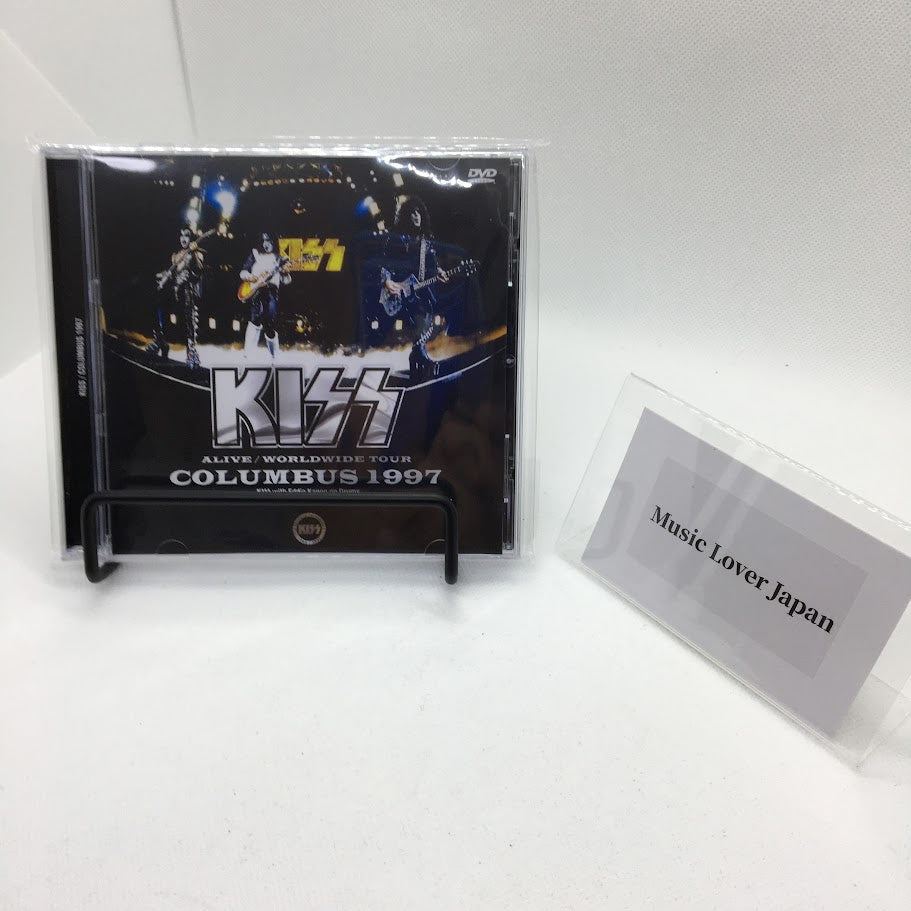 DVD
KISS
KISS
ALIVE / WORLDWIDE TOUR
COLUMBUS 1997
KISS with Eddie Kanon on Drums
KISS
KISS / COLUMBUS 1997
Music Lover Japan